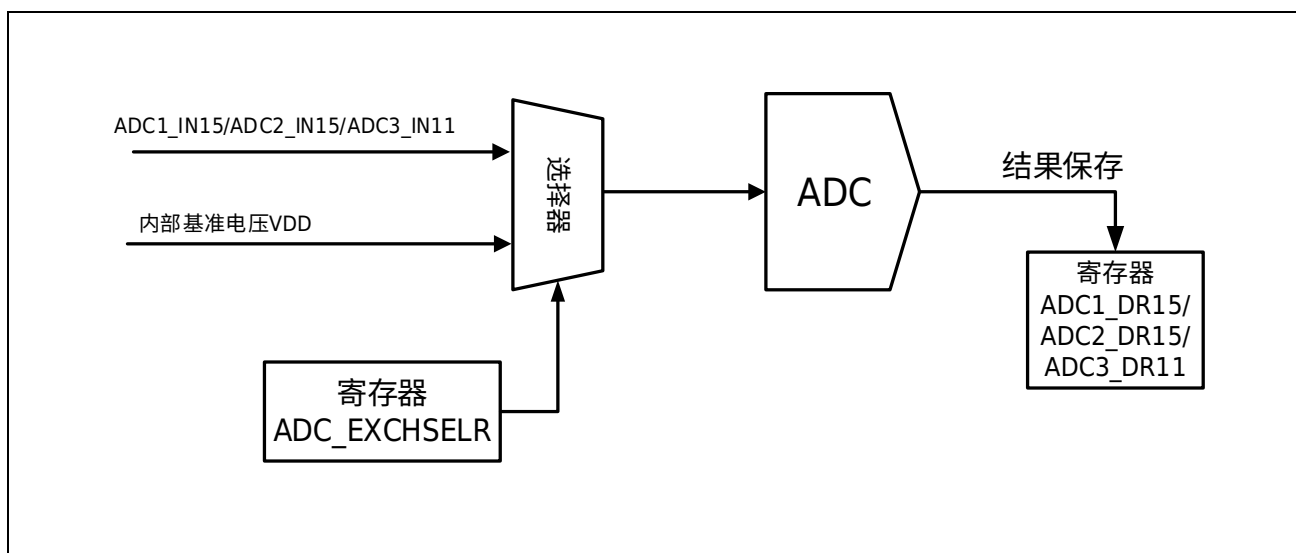 ADC1_IN15/ADC2_IN15/ADC3_IN11
内部基准电压VDD
选择器
ADC
结果保存
寄存器
ADC1_DR15/
ADC2_DR15/
ADC3_DR11
寄存器
ADC_EXCHSELR